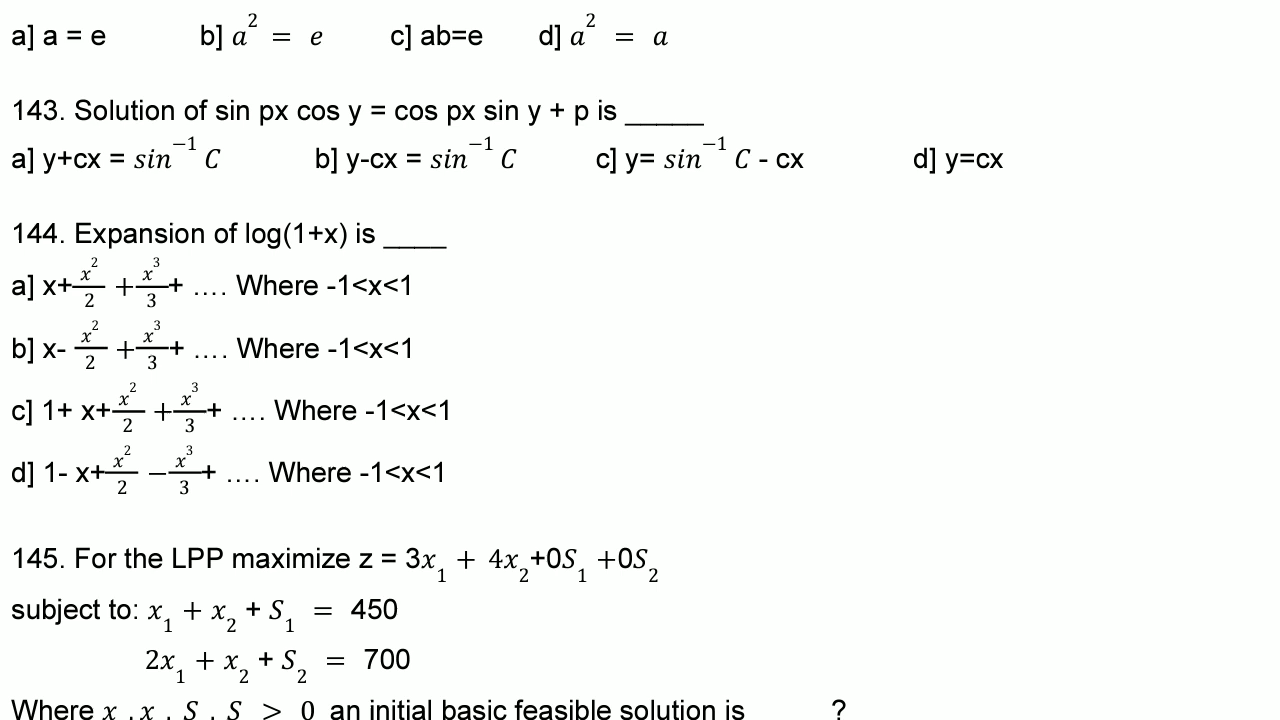 a] a = e b] a² = e c] ab=e d] a² = a
143. Solution of sin px cos y = cos px sin y + p is _____
a] y+cx = sin⁻¹ C b] y-cx = sin⁻¹ C c] y= sin⁻¹ C - cx d] y=cx
144. Expansion of log(1+x) is ____
a] x+x²/2 +x³/3+ .... Where -1<x<1
b] x- x²/2 +x³/3+ .... Where -1<x<1
c] 1+ x+x²/2 +x³/3+ .... Where -1<x<1
d] 1- x+x²/2 −x³/3+ .... Where -1<x<1
145. For the LPP maximize z = 3x₁ + 4x₂+0S₁ +0S₂
subject to: x₁ + x₂ + S₁ = 450
2x₁ + x₂ + S₂ = 700
Where x , x , S , S > 0 an initial basic feasible solution is ?